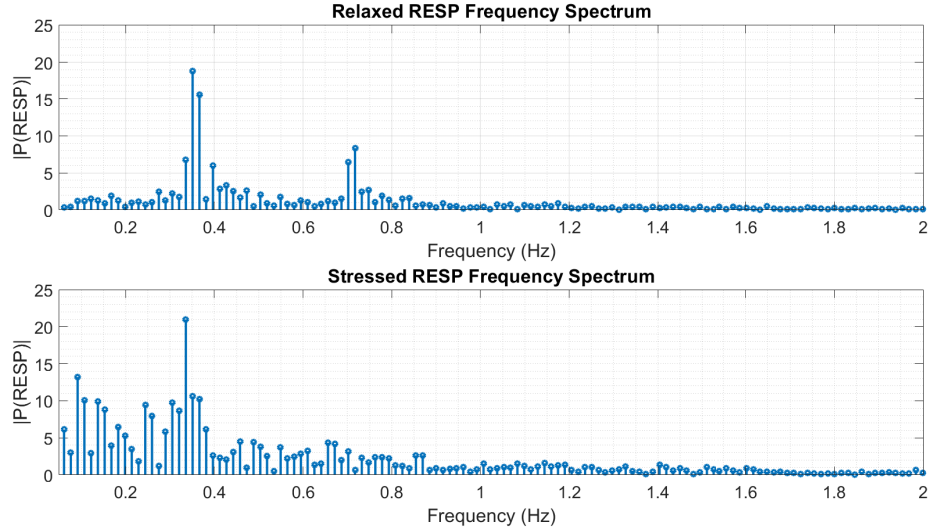 Relaxed RESP Frequency Spectrum
25
20
15
10
5
0
|P(RESP)|
0.2 0.4 0.6 0.8 1 1.2 1.4 1.6 1.8 2
Frequency (Hz)
Stressed RESP Frequency Spectrum
25
20
15
10
5
0
|P(RESP)|
0.2 0.4 0.6 0.8 1 1.2 1.4 1.6 1.8 2
Frequency (Hz)